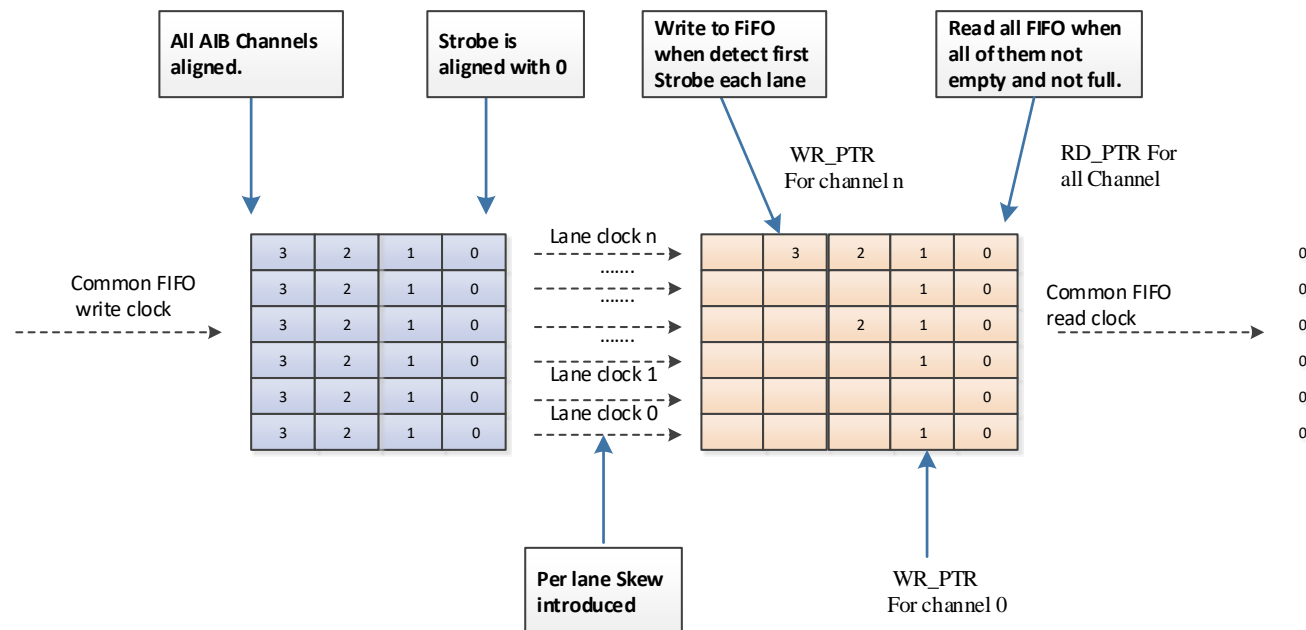 All AIB Channels
aligned.
Strobe is
aligned with 0
Write to FiFO
when detect first
Strobe each lane
Read all FIFO when
all of them not
empty and not full.
WR_PTR
For channel n
RD_PTR For
all Channel
Common FIFO
write clock
3 2 1 0
3 2 1 0
3 2 1 0
3 2 1 0
3 2 1 0
3 2 1 0
Lane clock n
.......
.......
.......
Lane clock 1
Lane clock 0
3 2 1 0
1 0
2 1 0
1 0
0
1 0
Common FIFO
read clock
0
0
0
0
0
0
Per lane Skew
introduced
WR_PTR
For channel 0